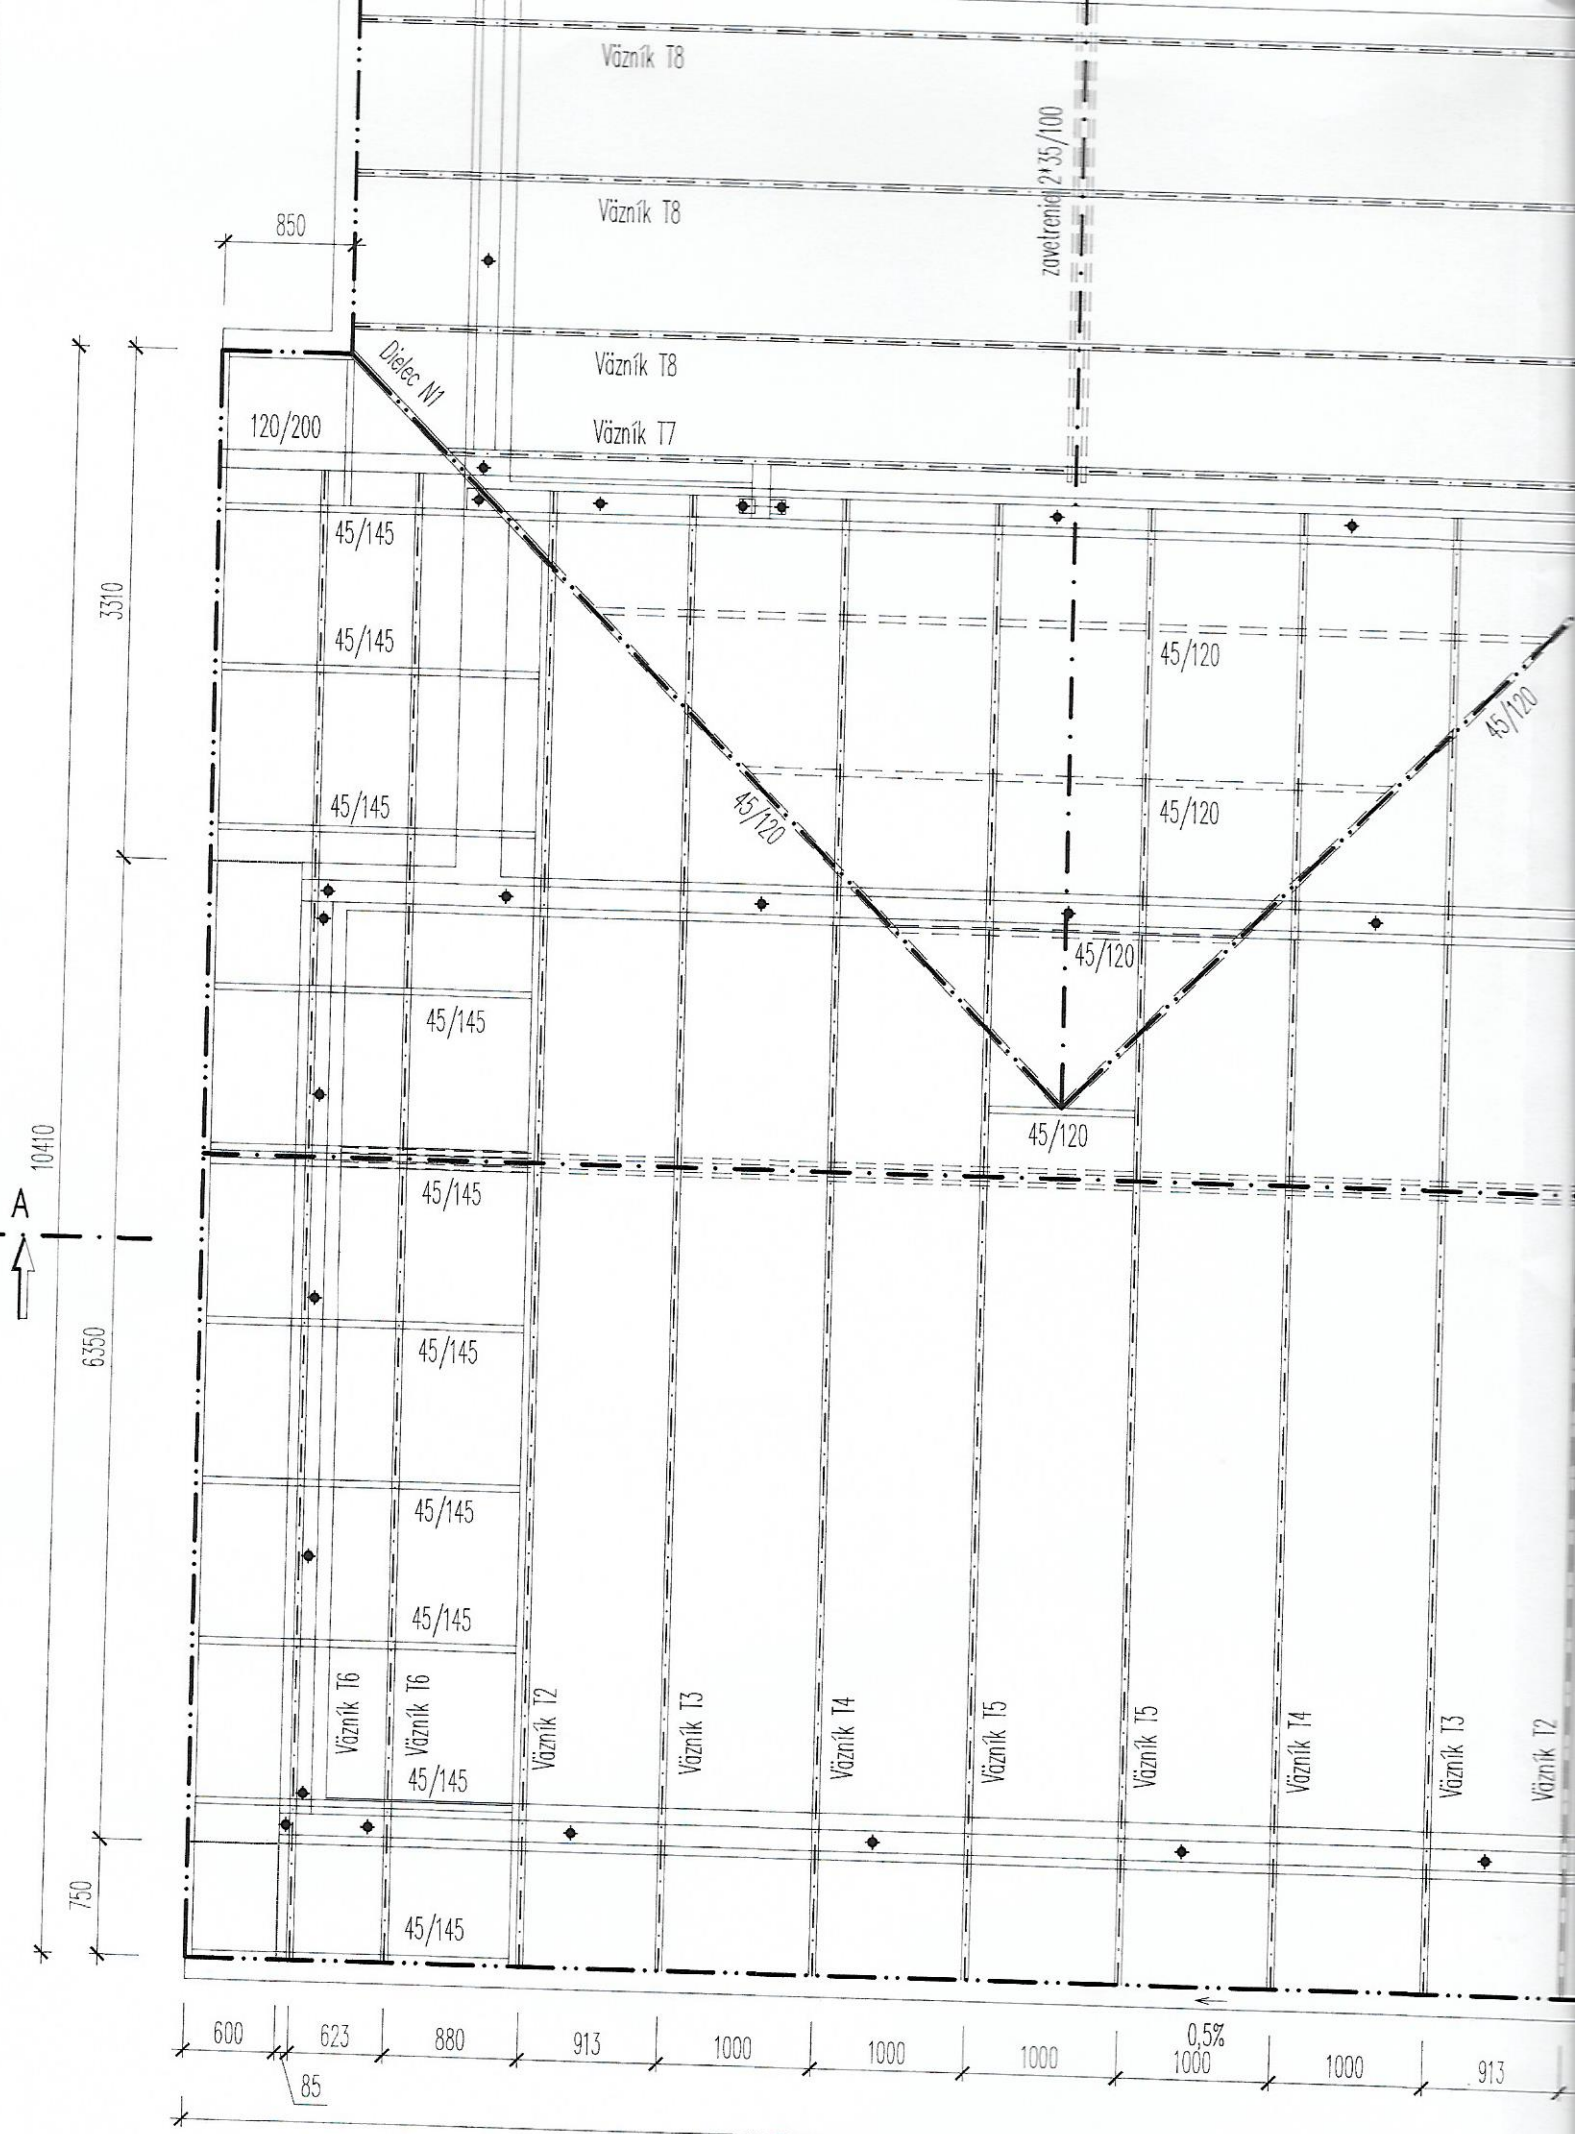 Väzník T8
zavetrenie 2*35/100
Väzník T8
850
Väzník T8
Dielec N1
120/200
Väzník T7
45/145
3310
45/145
45/120
45/120
45/145
45/120
45/120
45/120
45/145
45/120
10410
45/145
A
6350
45/145
45/145
45/145
Väzník T6
Väzník T6
Väzník T2
Väzník T3
Väzník T4
Väzník T5
Väzník T5
Väzník T4
Väzník T3
Väzník T2
45/145
750
45/145
600
623
880
913
1000
1000
1000
0,5%
1000
1000
913
85